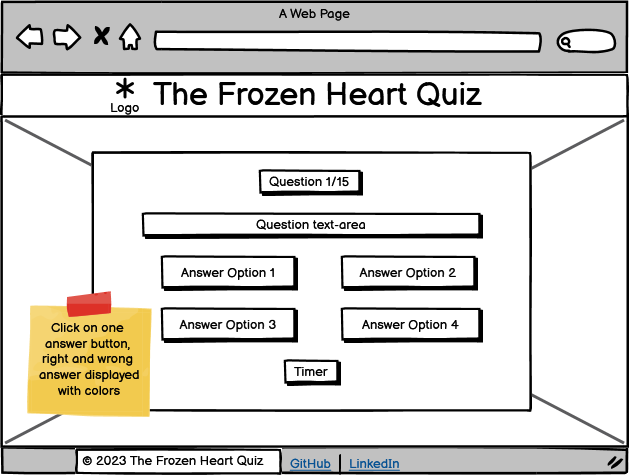 A Web Page
The Frozen Heart Quiz
Logo
Question 1/15
Question text-area
Answer Option 1
Answer Option 2
Answer Option 3
Answer Option 4
Click on one
answer button,
right and wrong
answer displayed
with colors
Timer
© 2023 The Frozen Heart Quiz
GitHub
LinkedIn